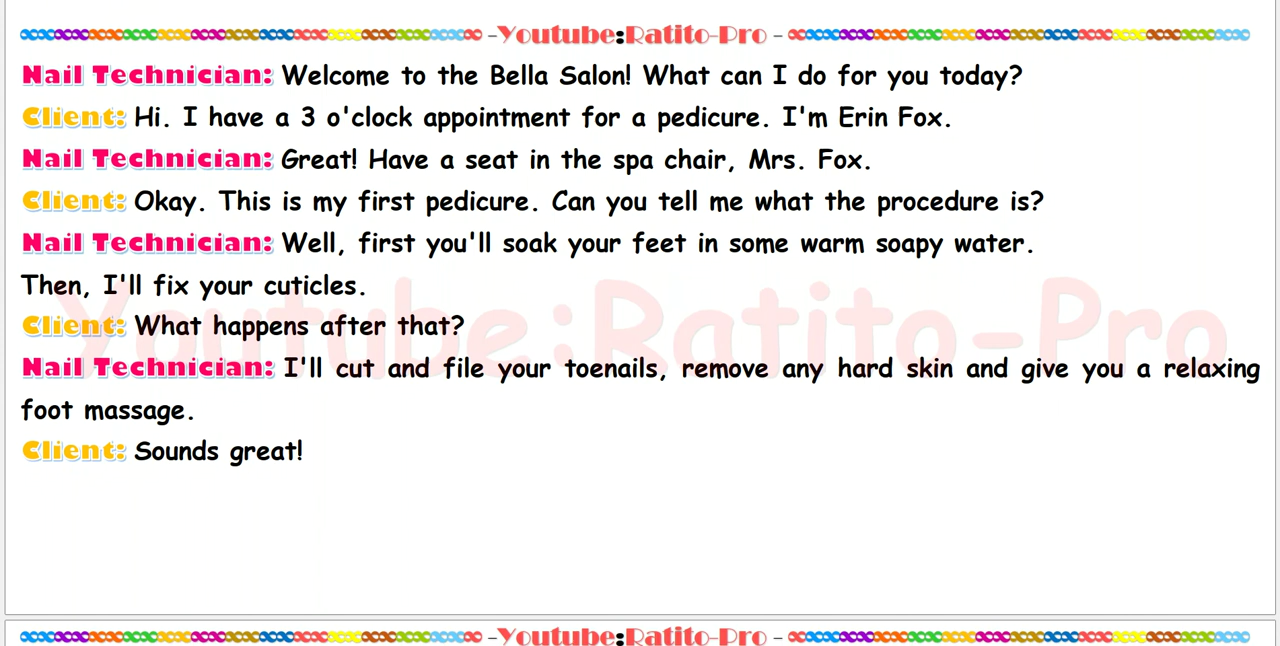 -Youtube:Ratito-Pro -
Nail Technician: Welcome to the Bella Salon! What can I do for you today?
Client: Hi. I have a 3 o'clock appointment for a pedicure. I'm Erin Fox.
Nail Technician: Great! Have a seat in the spa chair, Mrs. Fox.
Client: Okay. This is my first pedicure. Can you tell me what the procedure is?
Nail Technician: Well, first you'll soak your feet in some warm soapy water.
Then, I'll fix your cuticles.
Youtube:Ratito-Pro
Client: What happens after that?
Nail Technician: I'll cut and file your toenails, remove any hard skin and give you a relaxing
foot massage.
Client: Sounds great!
-Youtube:Ratito-Pro -